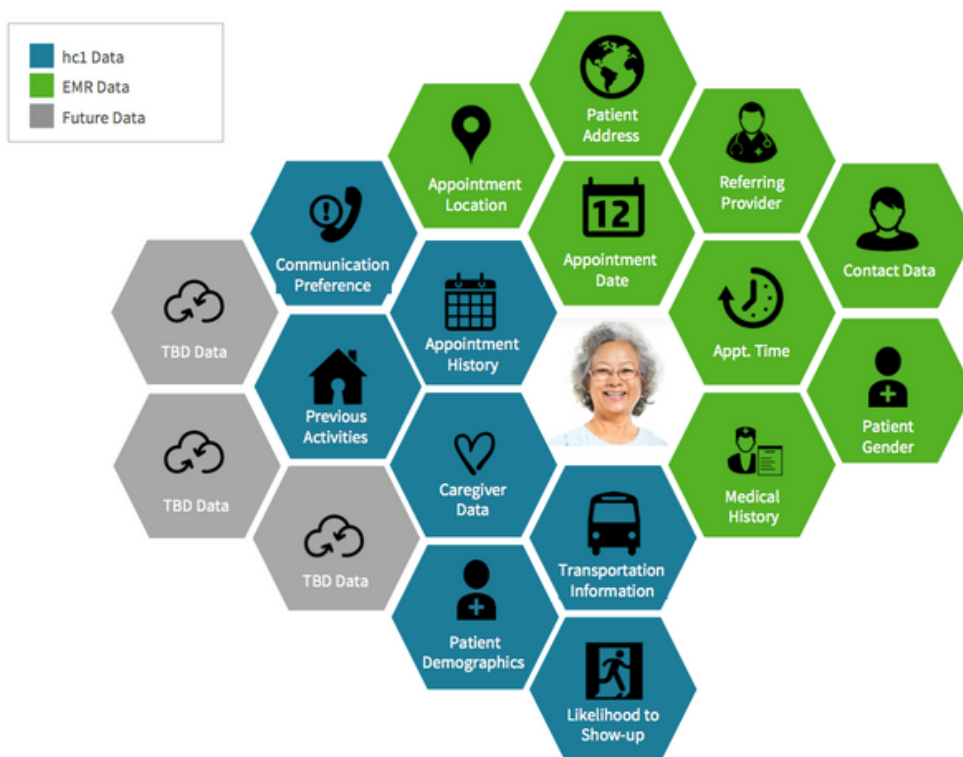 hc1 Data
EMR Data
Future Data
Patient
Address
Appointment
Location
Referring
Provider
12
Communication
Preference
Appointment
Date
Contact Data
TBD Data
Appointment
History
Appt. Time
Previous
Activities
Patient
Gender
TBD Data
Caregiver
Data
Medical
History
TBD Data
Transportation
Information
Patient
Demographics
Likelihood to
Show-up